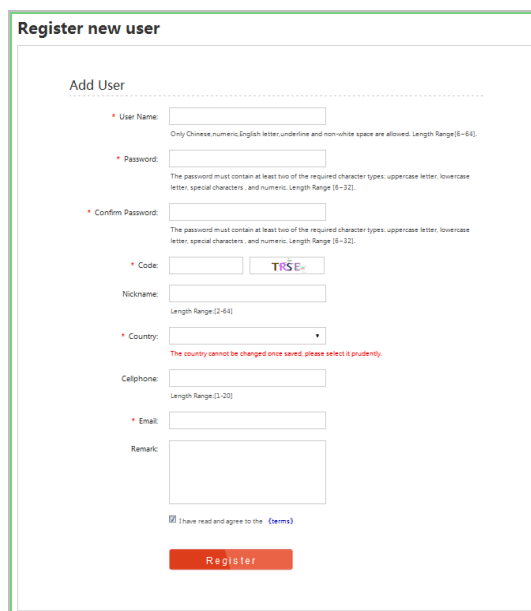 Register new user
Add User
* User Name:
Only Chinese,numeric,English letter,underline and non-white space are allowed. Length Range[6~64].
* Password:
The password must contain at least two of the required character types: uppercase letter, lowercase
letter, special characters , and numeric. Length Range [6~32].
* Confirm Password:
The password must contain at least two of the required character types: uppercase letter, lowercase
letter, special characters , and numeric. Length Range [6~32].
* Code:
TRSE
Nickname:
Length Range:[2-64]
* Country:
The country cannot be changed once saved, please select it prudently.
Cellphone:
Length Range:[1-20]
* Email:
Remark:
I have read and agree to the 《terms》
Register